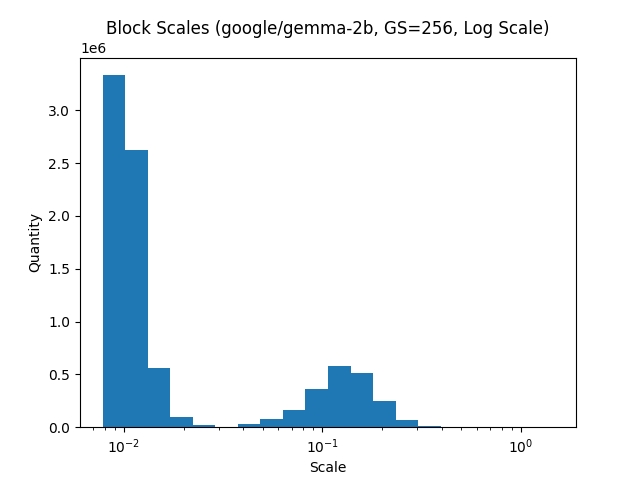 Block Scales (google/gemma-2b, GS=256, Log Scale)
1e6
3.0
2.5
2.0
1.5
1.0
0.5
0.0
Quantity
10⁻²
10⁻¹
10⁰
Scale